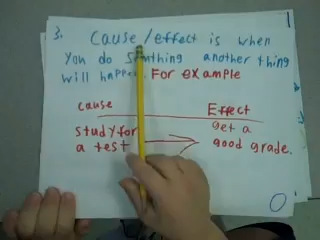 3. Cause/effect is when
you do something another thing
will happen. For example
Cause Effect
study for get a
a test good grade.